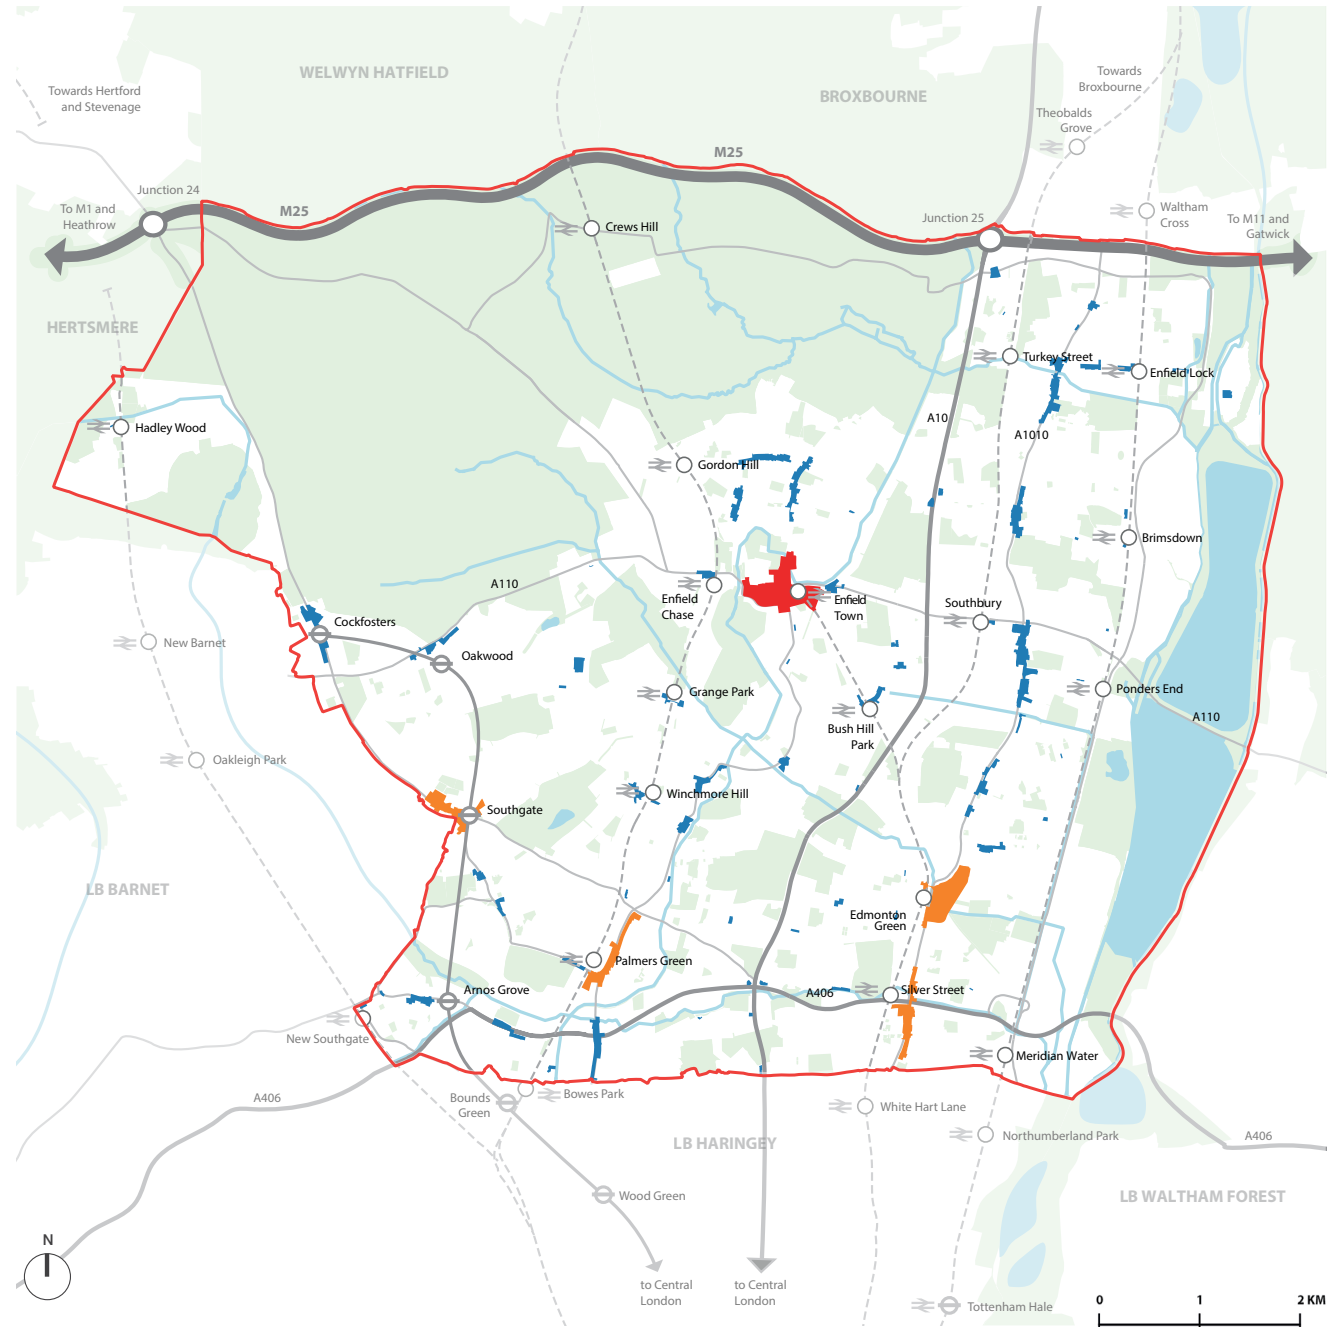 WELWYN HATFIELD
BROXBOURNE
Towards
Broxbourne
Towards Hertford
and Stevenage
Theobalds
Grove
M25
Junction 24
To M1 and
Heathrow
M25
Waltham
Cross
Junction 25
To M11 and
Gatwick
Crews Hill
HERTSMERE
Turkey Street
Enfield Lock
Hadley Wood
A10
A1010
Gordon Hill
Brimsdown
A110
Enfield
Chase
Enfield
Town
Southbury
Cockfosters
New Barnet
Oakwood
Grange Park
Ponders End
A110
Bush Hill
Park
Oakleigh Park
Winchmore Hill
Southgate
LB BARNET
Edmonton
Green
Palmers Green
Arnos Grove
A406
Silver Street
New Southgate
Meridian Water
A406
Bounds
Green
Bowes Park
White Hart Lane
LB HARINGEY
Northumberland Park
A406
Wood Green
LB WALTHAM FOREST
N
to Central
London
to Central
London
Tottenham Hale
0 1 2 KM